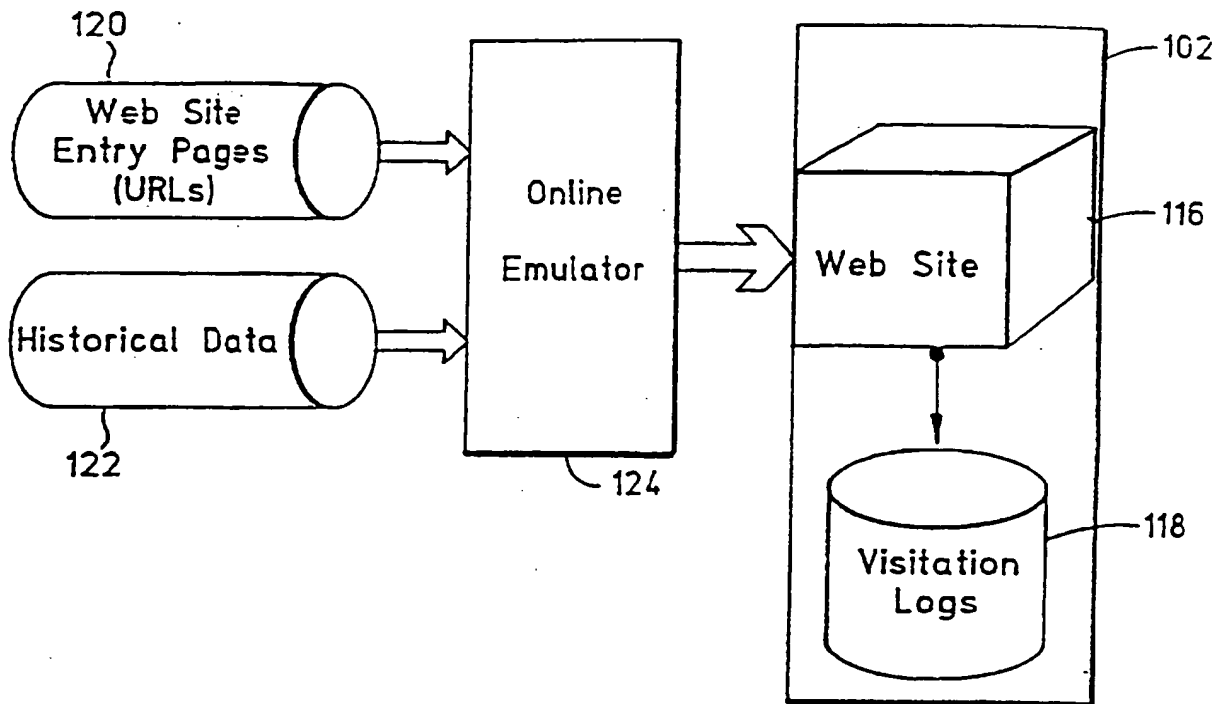 120
Web Site
Entry Pages
(URLs)
Historical Data
122
Online
Emulator
124
102
Web Site
116
Visitation
Logs
118